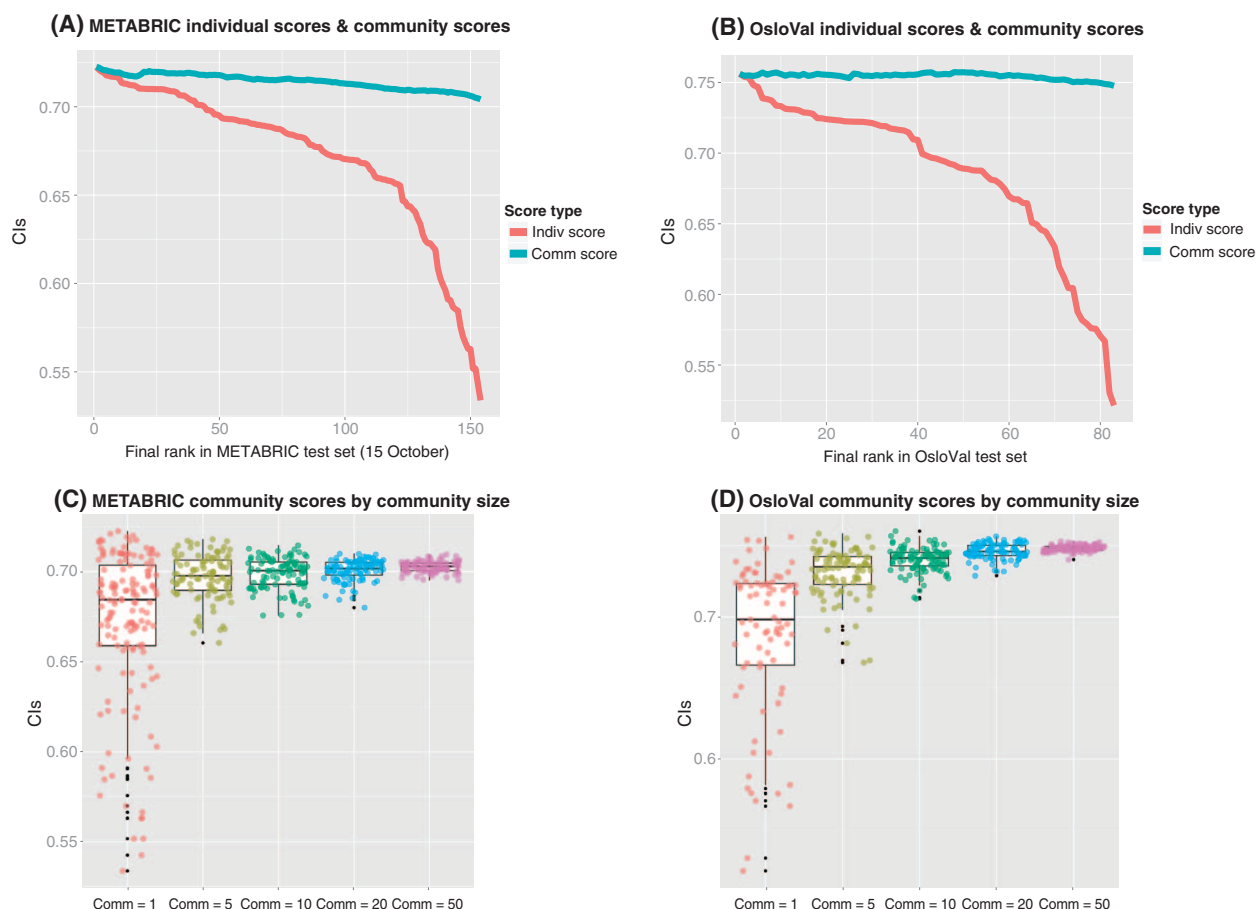 (A) METABRIC individual scores & community scores
0.70
0.65
0.60
0.55
CIs
0
50
100
150
Final rank in METABRIC test set (15 October)
Score type
Indiv score
Comm score
(B) OsloVal individual scores & community scores
0.75
0.70
0.75
0.65
0.60
0.55
CIs
0
20
40
60
80
Final rank in OsloVal test set
Score type
Indiv score
Comm score
(C) METABRIC community scores by community size
0.70
0.65
0.60
0.55
CIs
Comm = 1
Comm = 5
Comm = 10
Comm = 20
Comm = 50
(D) OsloVal community scores by community size
0.7
0.6
CIs
Comm = 1
Comm = 5
Comm = 10
Comm = 20
Comm = 50